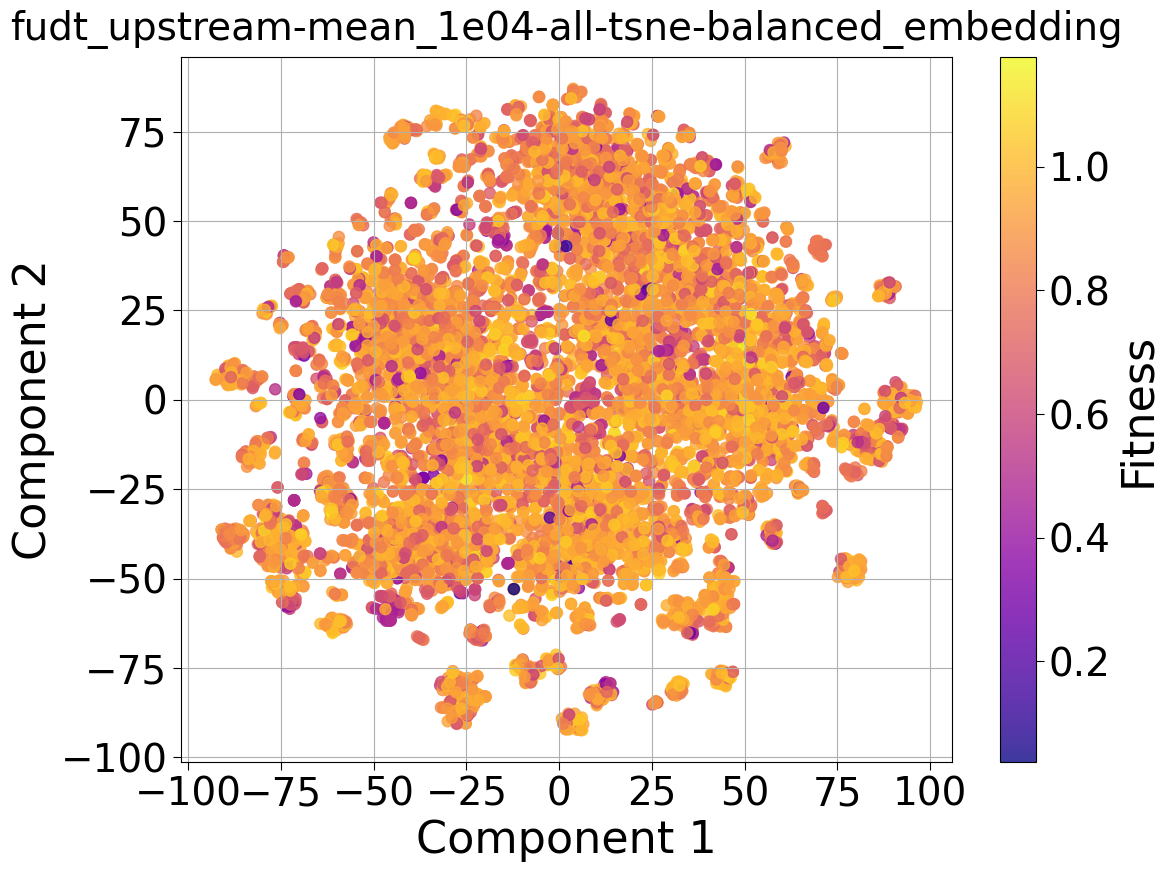 fudt_upstream-mean_1e04-all-tsne-balanced_embedding
75
50
25
0
−25
−50
−75
−100
Component 2
−100 −75 −50 −25 0 25 50 75 100
Component 1
1.0
0.8
0.6
0.4
0.2
Fitness